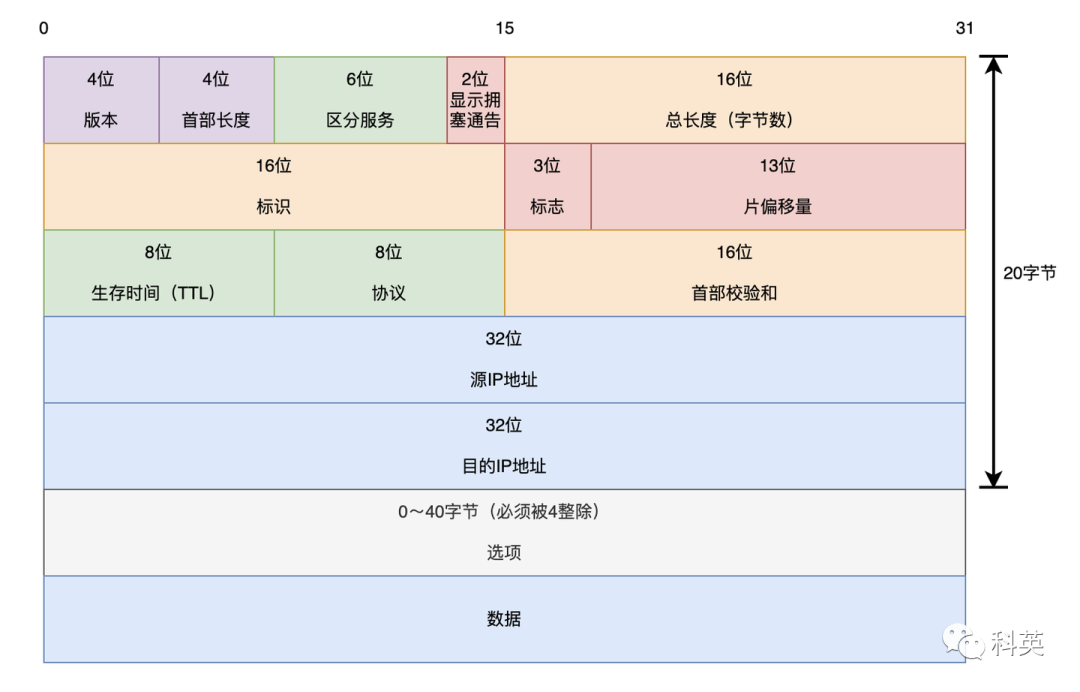 0 15 31
4位 4位 6位 2位 16位
版本 首部长度 区分服务 显示拥
塞通告 总长度（字节数）
16位 3位 13位
标识 标志 片偏移量
8位 8位 16位
生存时间（TTL） 协议 首部校验和
20字节
32位
源IP地址
32位
目的IP地址
0～40字节（必须被4整除）
选项
数据
科英